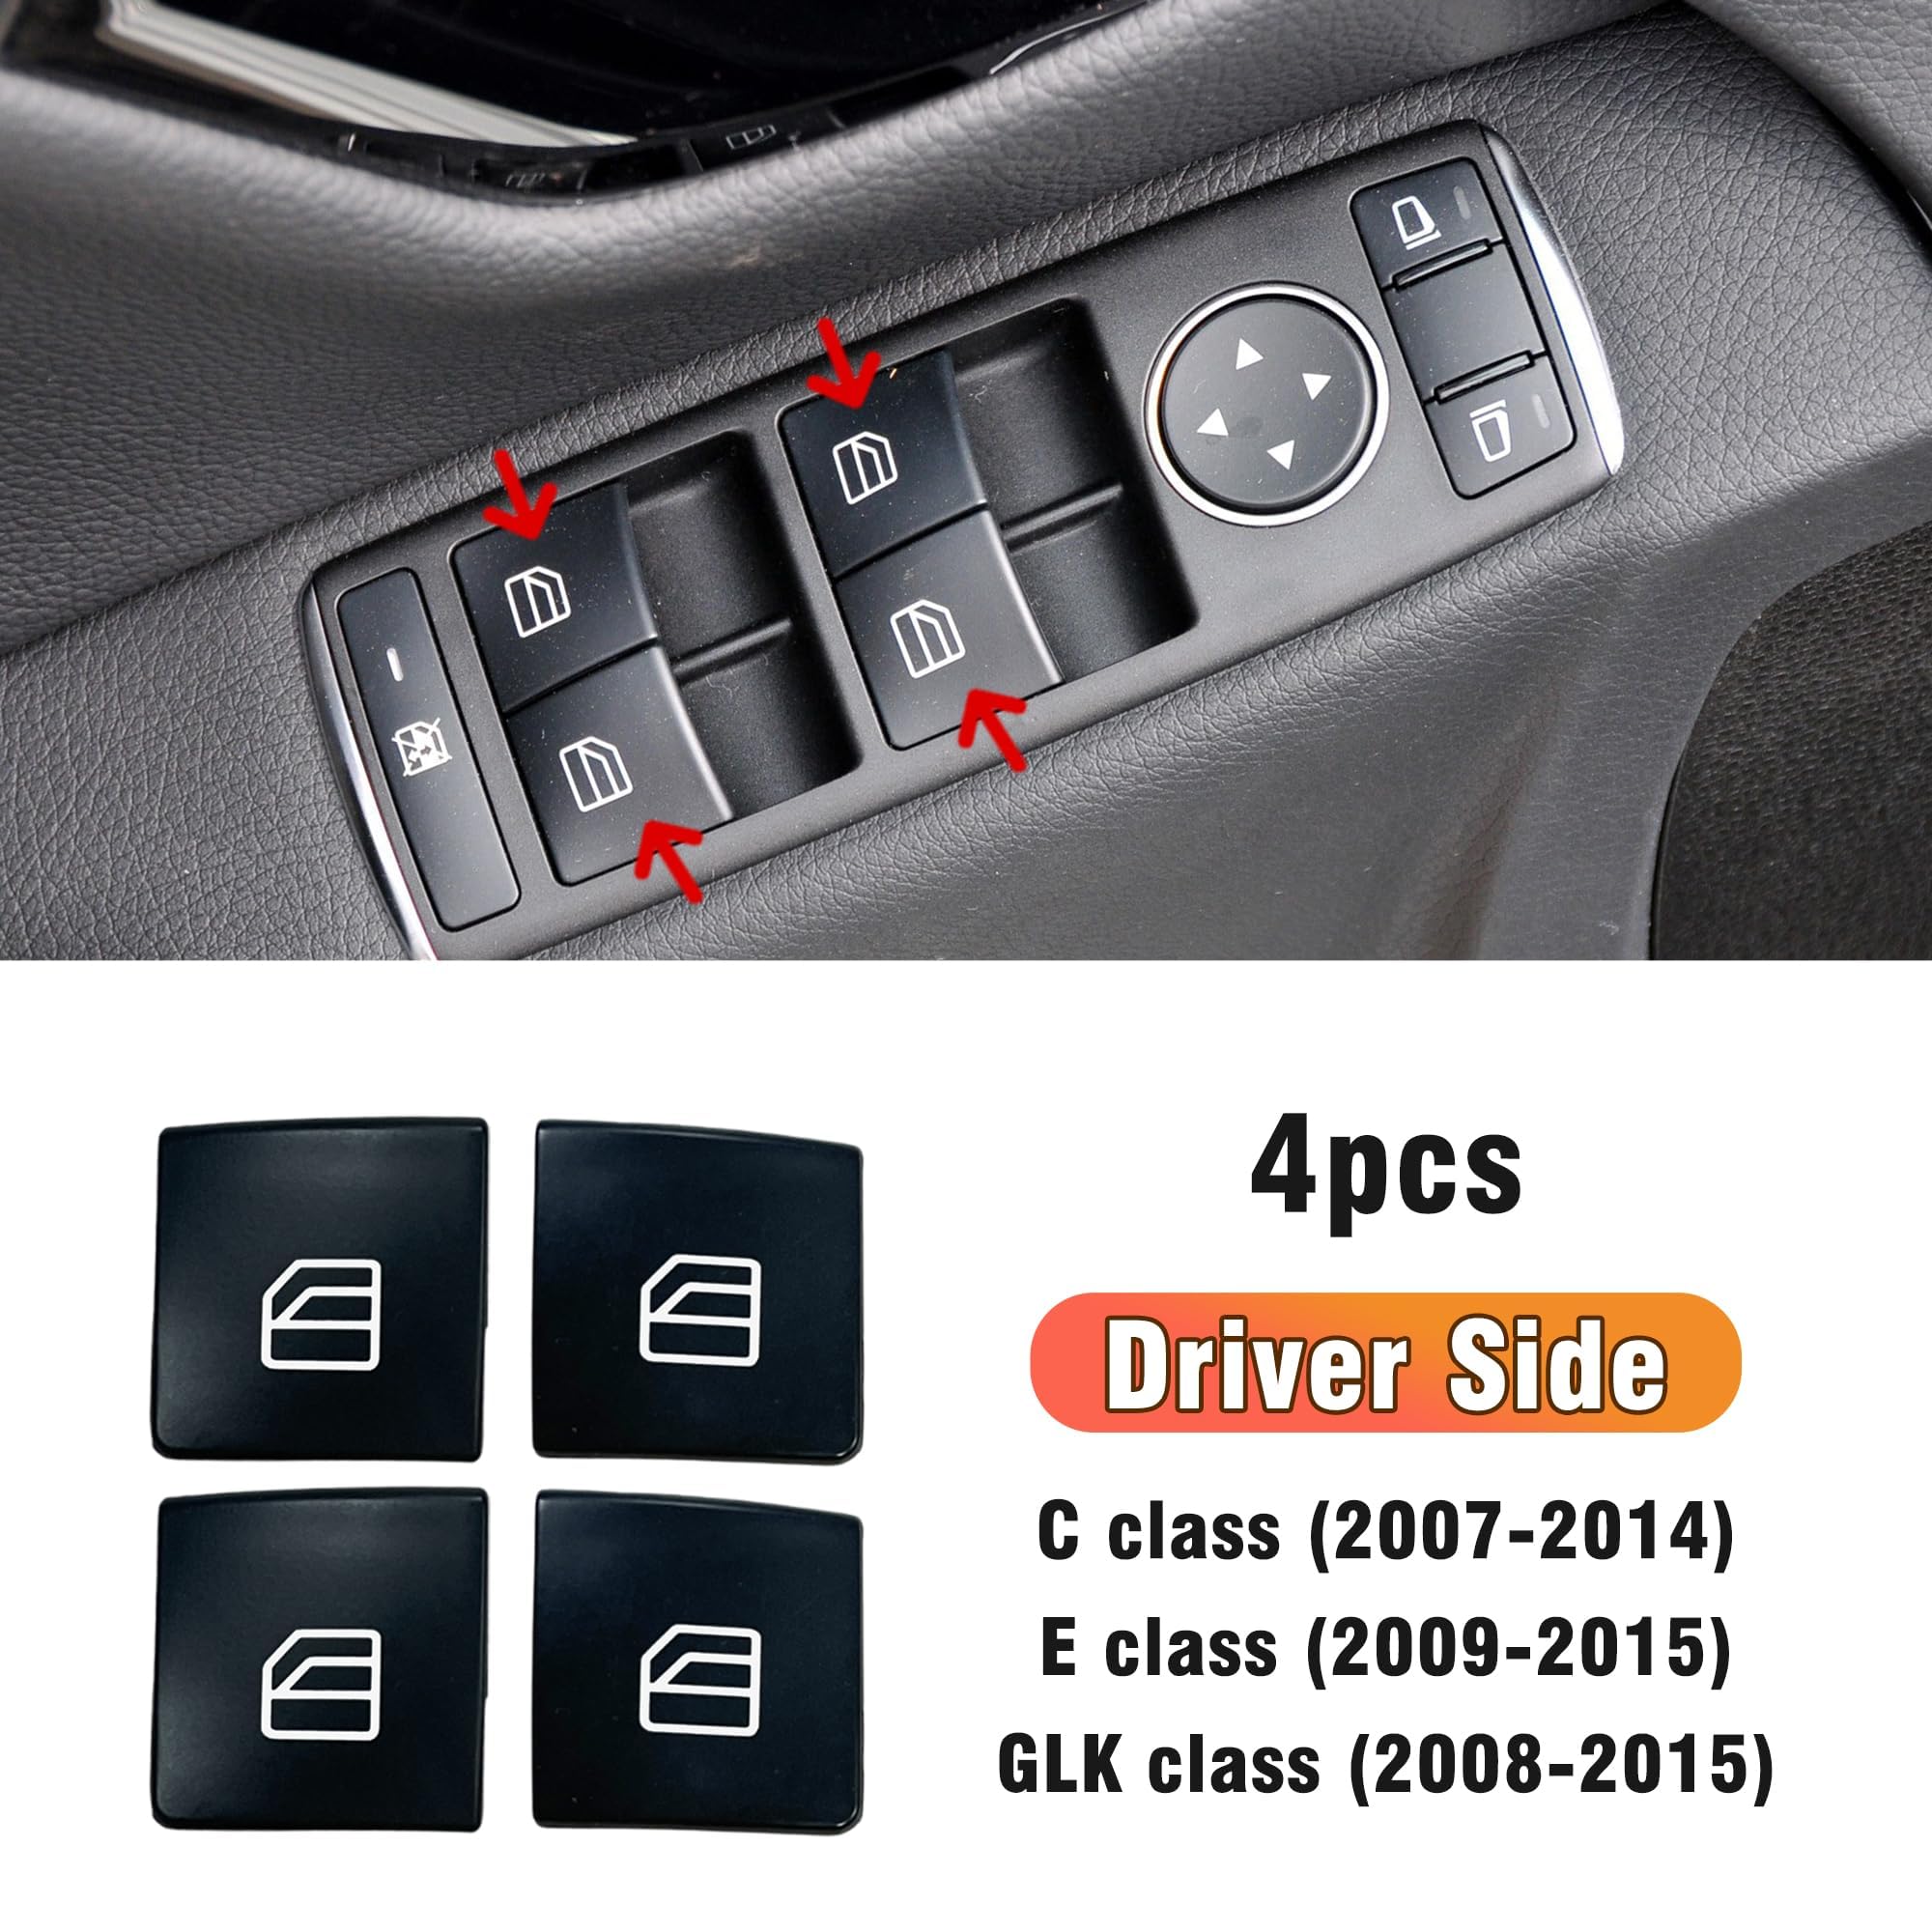 4pcs
Driver Side
C class (2007-2014)
E class (2009-2015)
GLK class (2008-2015)